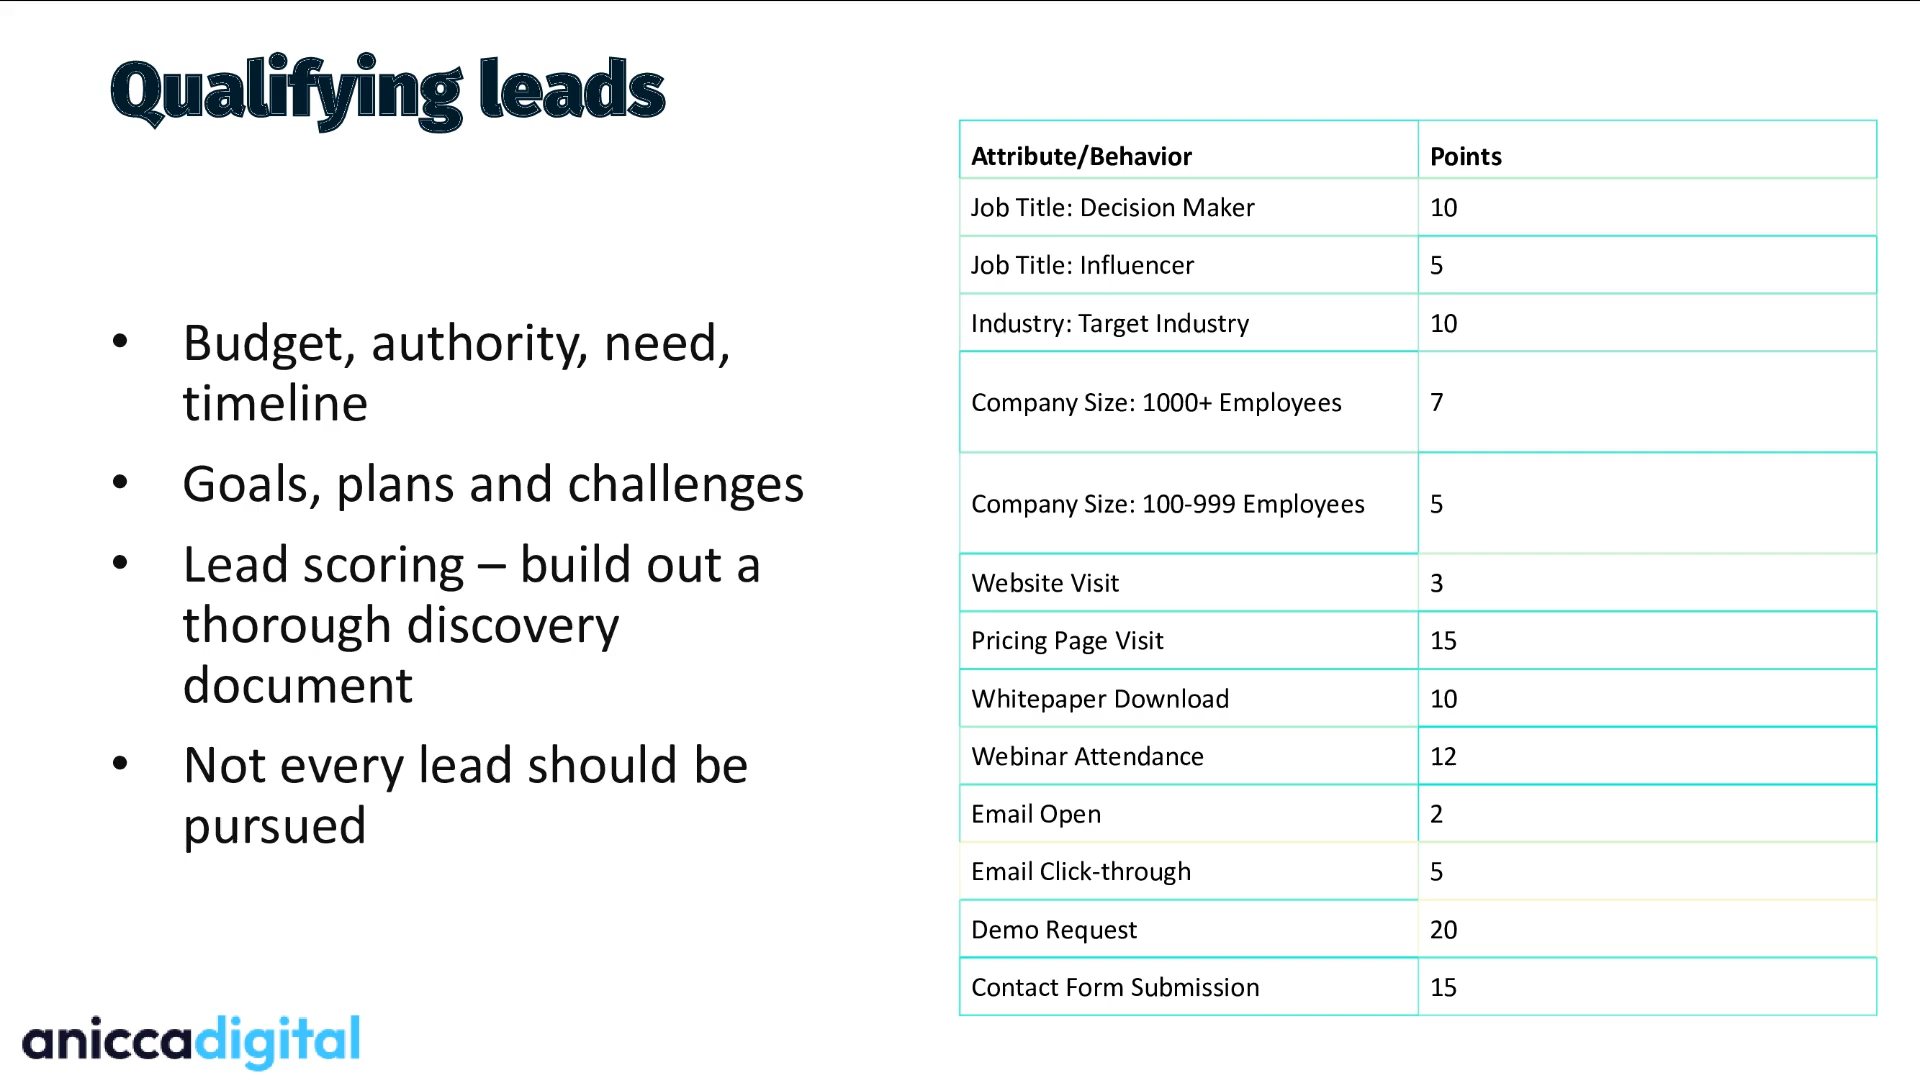 Qualifying leads
• Budget, authority, need,
timeline
• Goals, plans and challenges
• Lead scoring – build out a
thorough discovery
document
• Not every lead should be
pursued
Attribute/Behavior Points
Job Title: Decision Maker 10
Job Title: Influencer 5
Industry: Target Industry 10
Company Size: 1000+ Employees 7
Company Size: 100-999 Employees 5
Website Visit 3
Pricing Page Visit 15
Whitepaper Download 10
Webinar Attendance 12
Email Open 2
Email Click-through 5
Demo Request 20
Contact Form Submission 15
aniccadigital